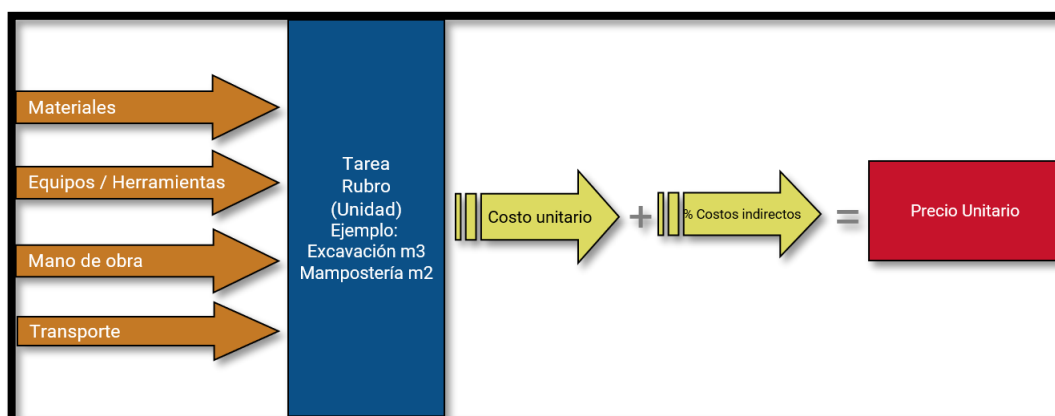 Materiales
Equipos / Herramientas
Mano de obra
Transporte
Tarea
Rubro
(Unidad)
Ejemplo:
Excavación m3
Mampostería m2
Costo unitario
+
% Costos indirectos
=
Precio Unitario